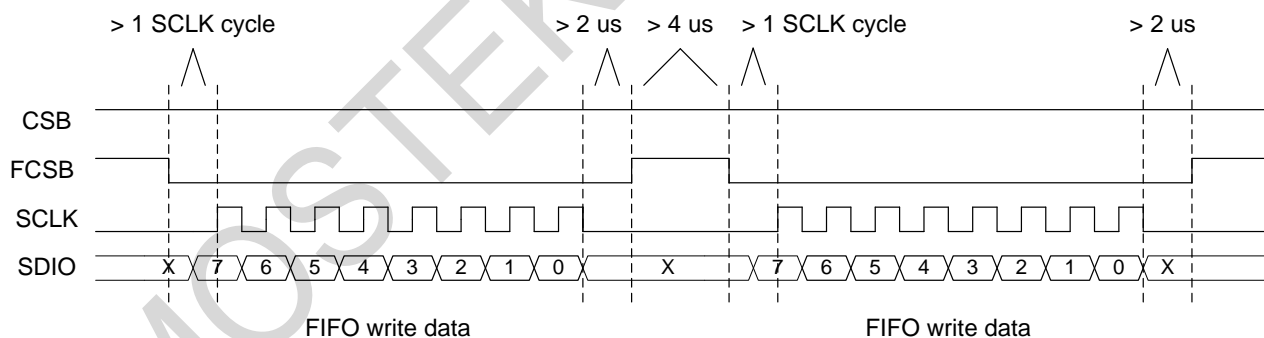 > 1 SCLK cycle > 2 us > 4 us > 1 SCLK cycle > 2 us
CSB
FCSB
SCLK
SDIO X 7 6 5 4 3 2 1 0 X 7 6 5 4 3 2 1 0 X
FIFO write data FIFO write data
MOSTEK